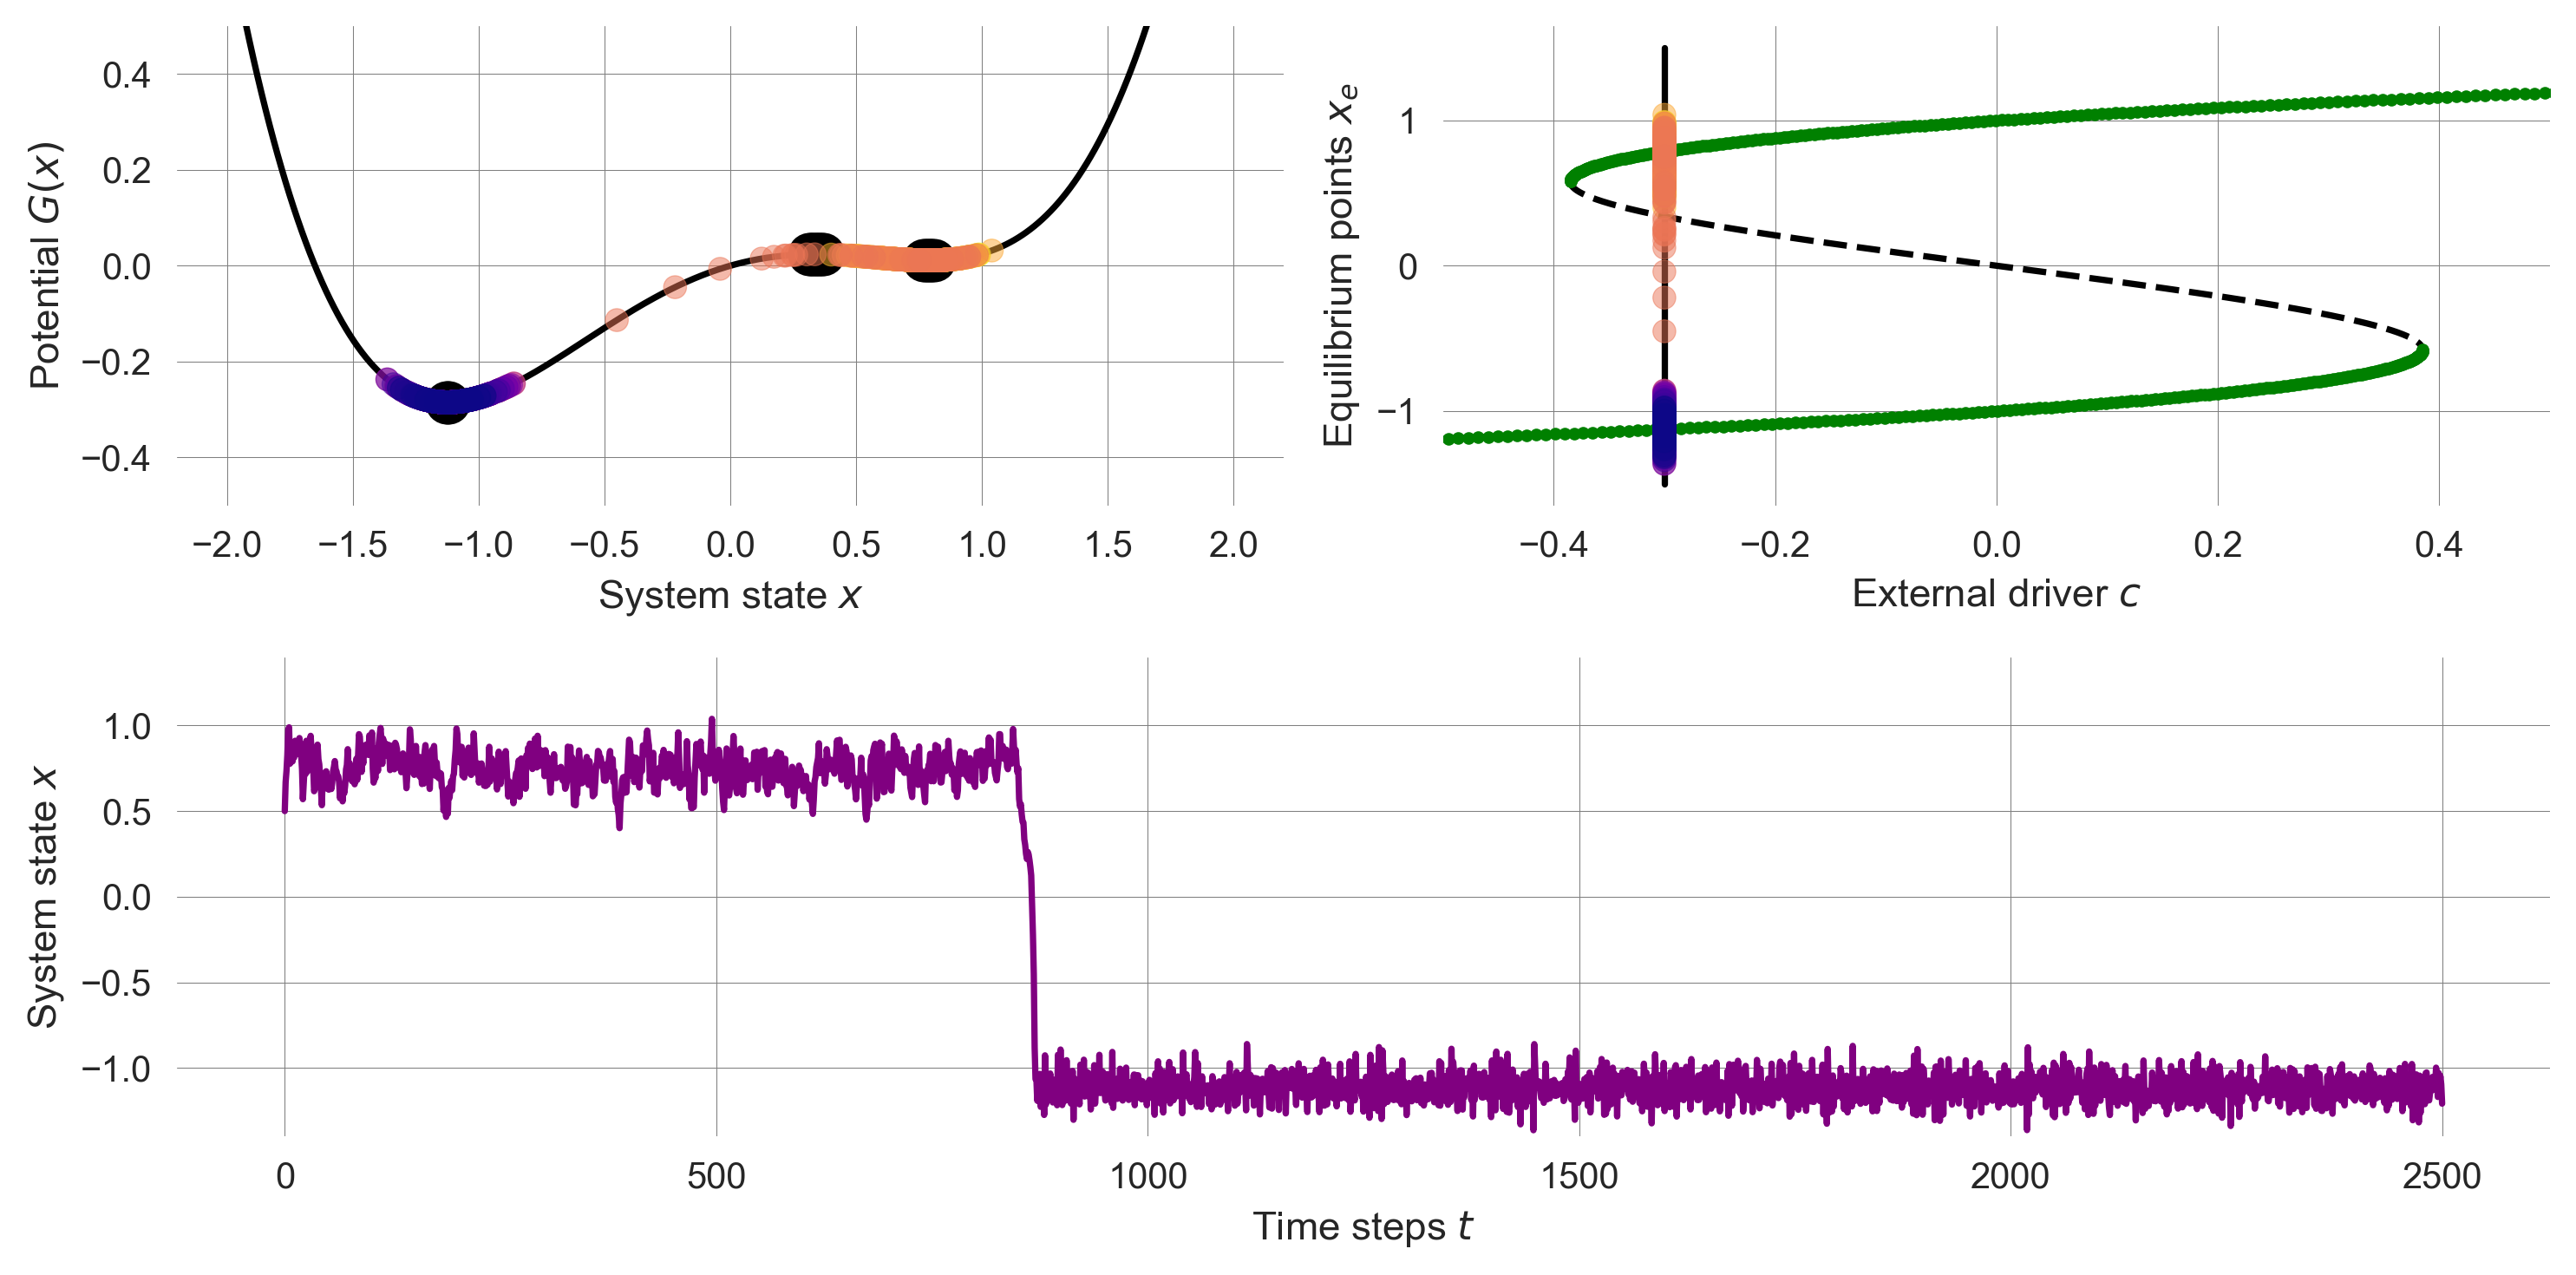 0.4
0.2
0.0
−0.2
−0.4
Potential G(x)
−2.0 −1.5 −1.0 −0.5 0.0 0.5 1.0 1.5 2.0
System state x
1
0
−1
Equilibrium points xₑ
−0.4 −0.2 0.0 0.2 0.4
External driver c
1.0
0.5
0.0
−0.5
−1.0
System state x
0 500 1000 1500 2000 2500
Time steps t